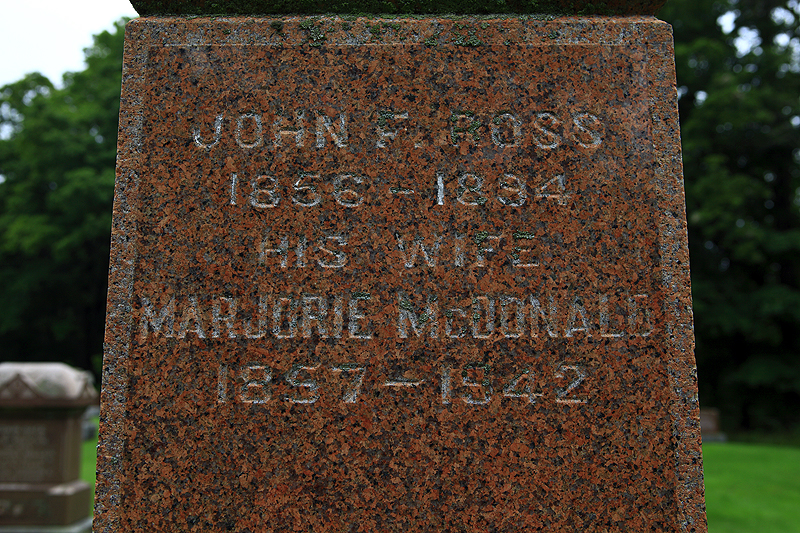 JOHN F. ROSS
1856 - 1894
HIS WIFE
MARJORIE McDONALD
1857 - 1942